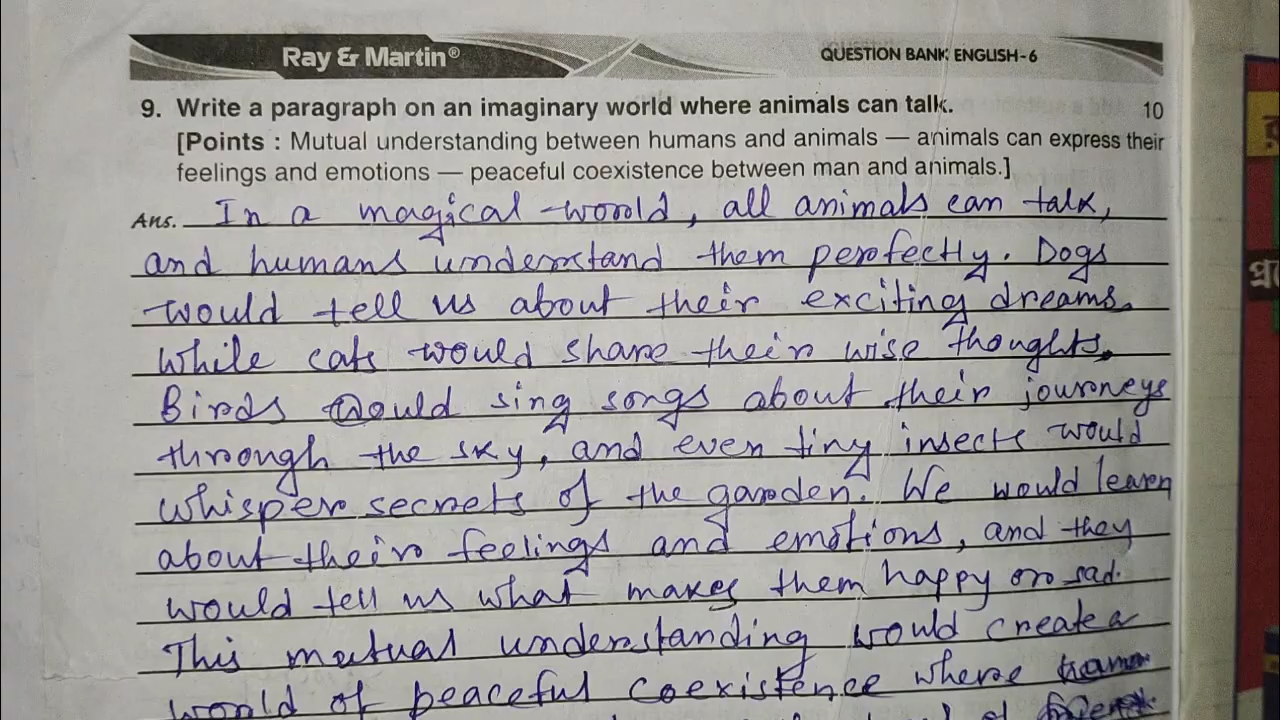 Ray & Martin®
QUESTION BANK ENGLISH-6
9. Write a paragraph on an imaginary world where animals can talk. 10
[Points : Mutual understanding between humans and animals — animals can express their
feelings and emotions — peaceful coexistence between man and animals.]
Ans. In a magical world, all animals can talk,
and humans understand them perfectly. Dogs
would tell us about their exciting dreams.
while cats would share their wise thoughts.
Birds would sing songs about their journeys
through the sky, and even tiny insects would
whisper secrets of the garden. We would learn
about their feelings and emotions, and they
would tell us what makes them happy or sad.
This mutual understanding would create a
world of peaceful coexistence where
of